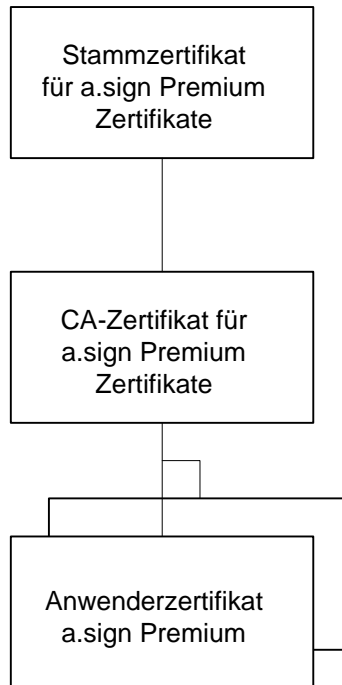 Stammzertifikat
für a.sign Premium
Zertifikate
CA-Zertifikat für
a.sign Premium
Zertifikate
Anwenderzertifikat
a.sign Premium